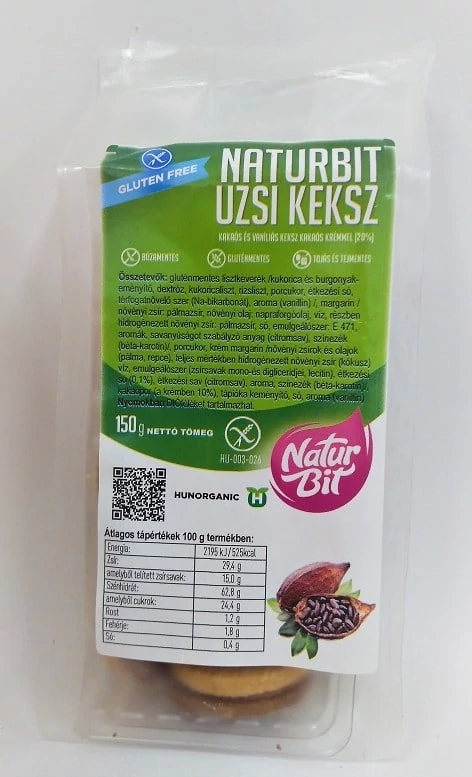 GLUTEN FREE
NATURBIT
UZSI KEKSZ
KAKAÓS ÉS VANÍLIÁS KEKSZ KAKAÓS KRÉMMEL (20%)
BÚZAMENTES
GLUTÉNMENTES
TOJÁS ÉS TEJMENTES
Összetevők: gluténmentes lisztkeverék /kukorica és burgonyak-
eményítő, dextróz, kukoricaliszt, rizsliszt, porcukor, étkezési só,
térfogatnövelő szer (Na-bikarbonát), aroma (vanillin) /, margarin /
növényi zsír: pálmazsír, növényi olaj: napraforgóolaj, víz, részben
hidrogénezett növényi zsír: pálmazsír, só, emulgeálószer: E 471,
aromák, savanyúságot szabályzó anyag (citromsav), színezék
(béta-karotin)/, porcukor, krém margarin /növényi zsírok és olajok
(pálma, repce), teljes mértékben hidrogénezett növényi zsír (kókusz)
víz, emulgeálószer (zsírsavak mono-és digliceridjei, lecitin), étkezési
só (0,1%), étkezési sav (citromsav), aroma, színezék (béta-karotin)/,
kakaópor (a krémben 10%), tápióka keményítő, só, aroma (vanillin)
Nyomokban DIÓféléket tartalmazhat.
150 g NETTÓ TÖMEG
HU-003-026
Natur
Bit
HUNORGANIC H
Átlagos tápértékek 100 g termékben:
Energia: 2195 kJ/525kcal
Zsír: 29,4 g
amelyből telített zsírsavak: 15,0 g
Szénhidrát: 62,8 g
amelyből cukrok: 24,4 g
Rost 1,2 g
Fehérje: 1,8 g
Só: 0,4 g